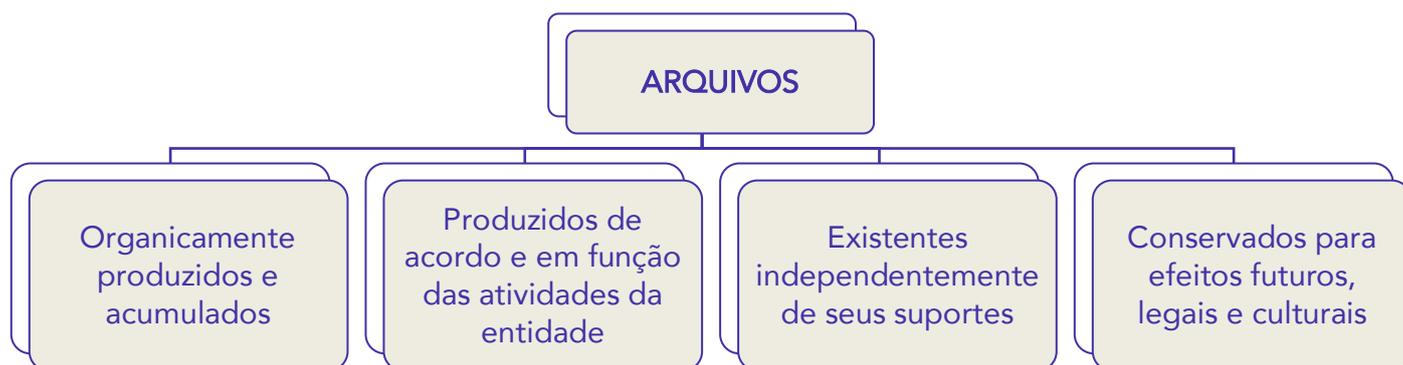 ARQUIVOS
Organicamente
produzidos e
acumulados
Produzidos de
acordo e em função
das atividades da
entidade
Existentes
independentemente
de seus suportes
Conservados para
efeitos futuros,
legais e culturais